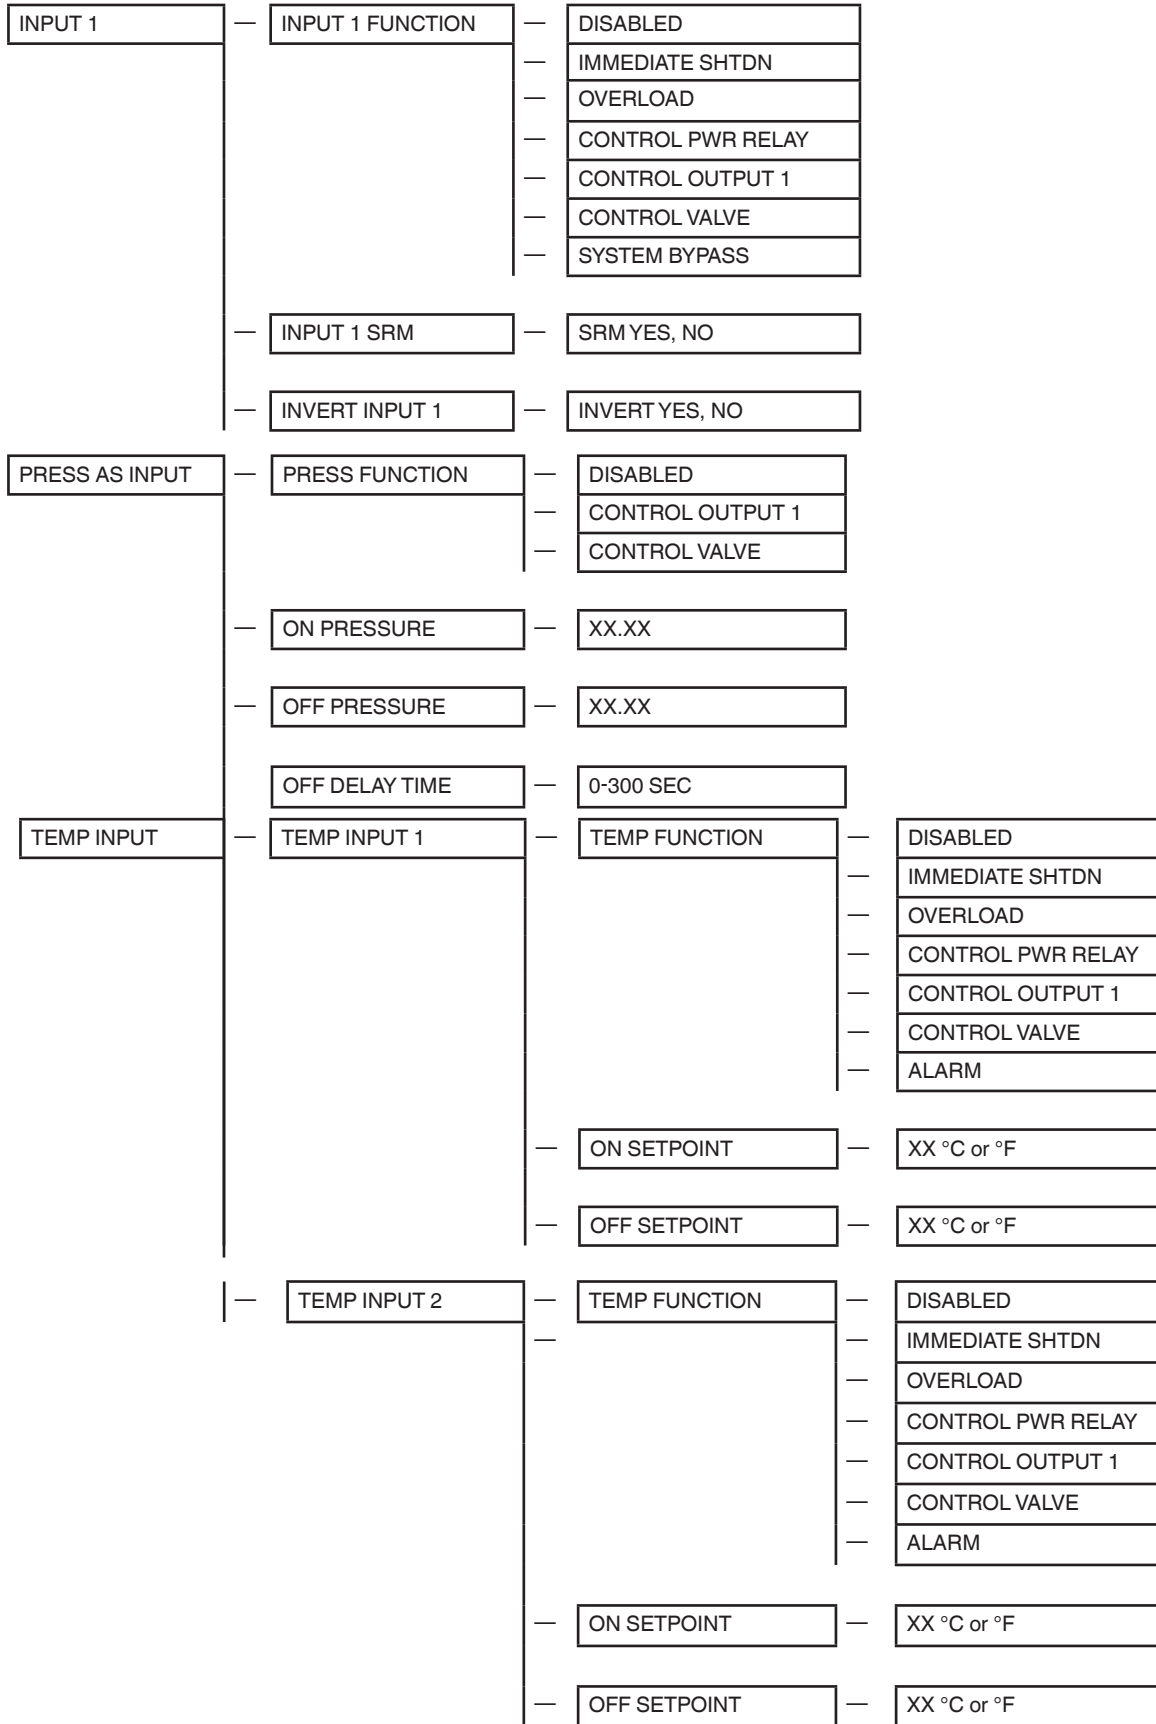 INPUT 1 — INPUT 1 FUNCTION — DISABLED
— IMMEDIATE SHTDN
— OVERLOAD
— CONTROL PWR RELAY
— CONTROL OUTPUT 1
— CONTROL VALVE
— SYSTEM BYPASS
— INPUT 1 SRM — SRM YES, NO
— INVERT INPUT 1 — INVERT YES, NO
PRESS AS INPUT — PRESS FUNCTION — DISABLED
— CONTROL OUTPUT 1
— CONTROL VALVE
— ON PRESSURE — XX.XX
— OFF PRESSURE — XX.XX
OFF DELAY TIME — 0-300 SEC
TEMP INPUT — TEMP INPUT 1 — TEMP FUNCTION — DISABLED
— IMMEDIATE SHTDN
— OVERLOAD
— CONTROL PWR RELAY
— CONTROL OUTPUT 1
— CONTROL VALVE
— ALARM
— ON SETPOINT — XX °C or °F
— OFF SETPOINT — XX °C or °F
— TEMP INPUT 2 — TEMP FUNCTION — DISABLED
— — IMMEDIATE SHTDN
— OVERLOAD
— CONTROL PWR RELAY
— CONTROL OUTPUT 1
— CONTROL VALVE
— ALARM
— ON SETPOINT — XX °C or °F
— OFF SETPOINT — XX °C or °F